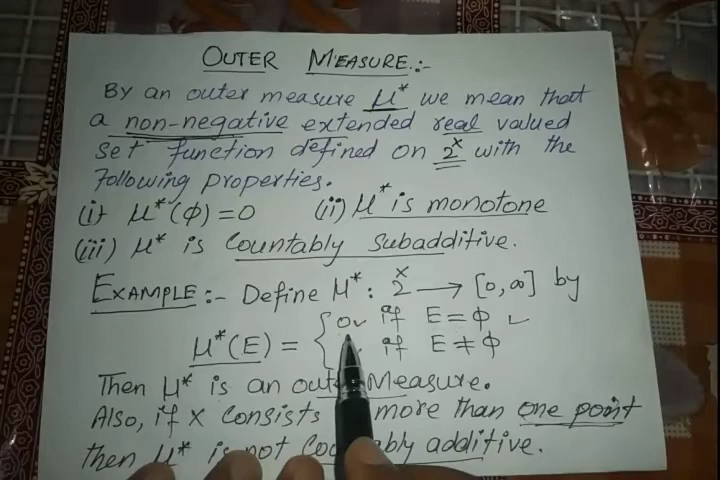 OUTER MEASURE:-
By an outer measure μ* we mean that
a non-negative extended real valued
set function defined on 2^X with the
following properties.
(i) μ*(φ)=0 (ii) μ* is monotone
(iii) μ* is Countably subadditive.
EXAMPLE:- Define μ*: 2^X → [0,∞] by
μ*(E) = { 0 if E=φ
if E≠φ
Then μ* is an outer Measure.
Also, if X Consists more than one point
then μ* is not additive.